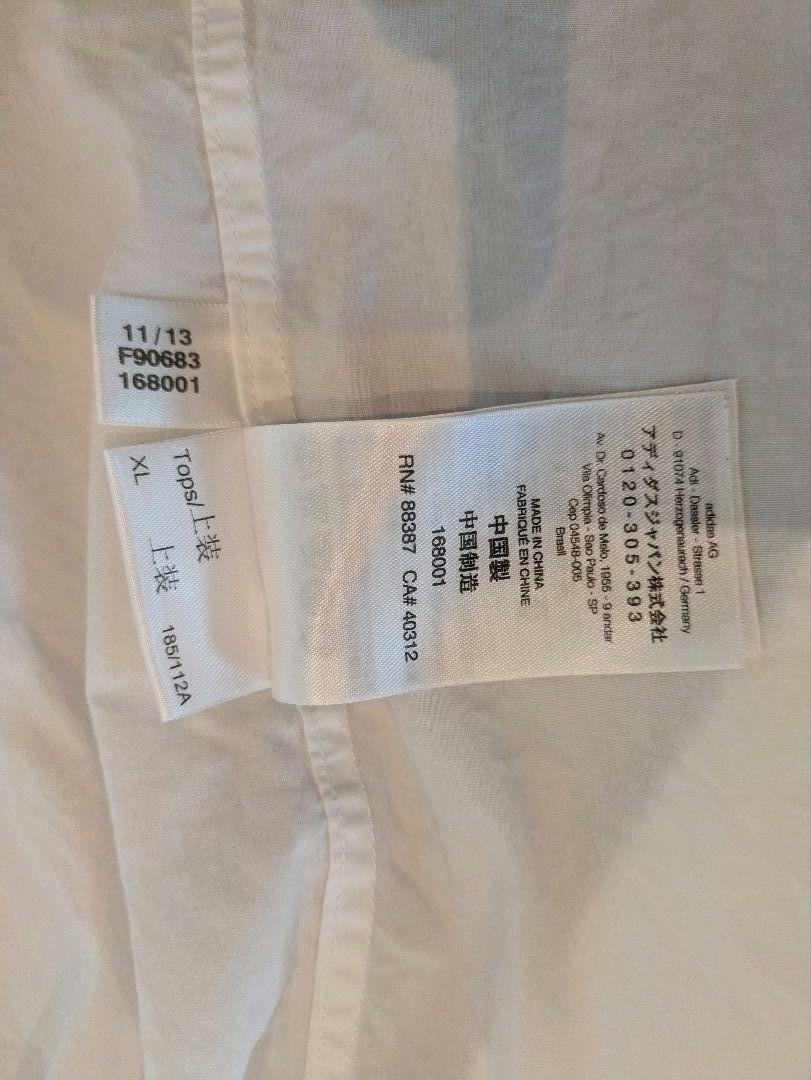 11/13
F90683
168001
Tops/上装
XL 上装 185/112A
adidas AG
Adi - Dassler - Strasse 1
D - 91074 Herzogenaurach / Germany
アディダスジャパン株式会社
0120-305-393
Av. Dr. Cardoso de Melo, 1955 - 9 andar
Vila Olimpia - Sao Paulo - SP
Cep 04548-005
Brasil
MADE IN CHINA
FABRIQUÉ EN CHINE
中国製
中国制造
168001
RN# 88387 CA# 40312